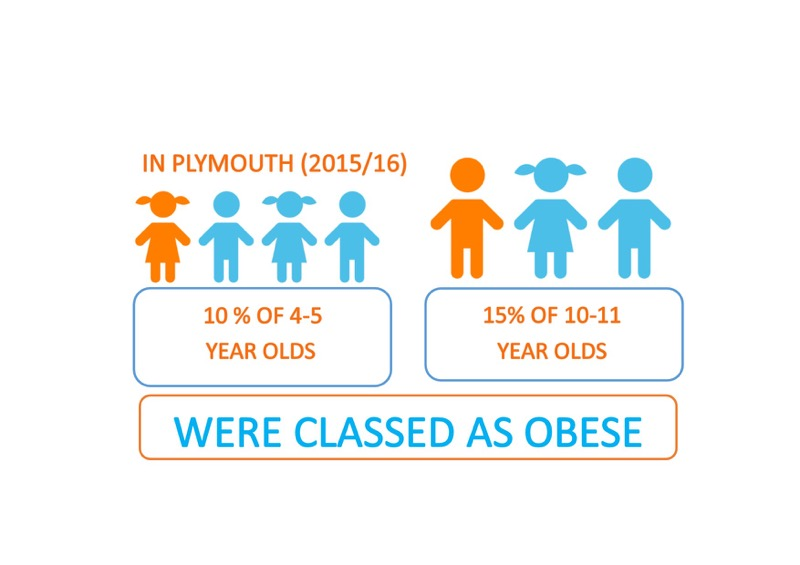 IN PLYMOUTH (2015/16)
10 % OF 4-5
YEAR OLDS
15% OF 10-11
YEAR OLDS
WERE CLASSED AS OBESE